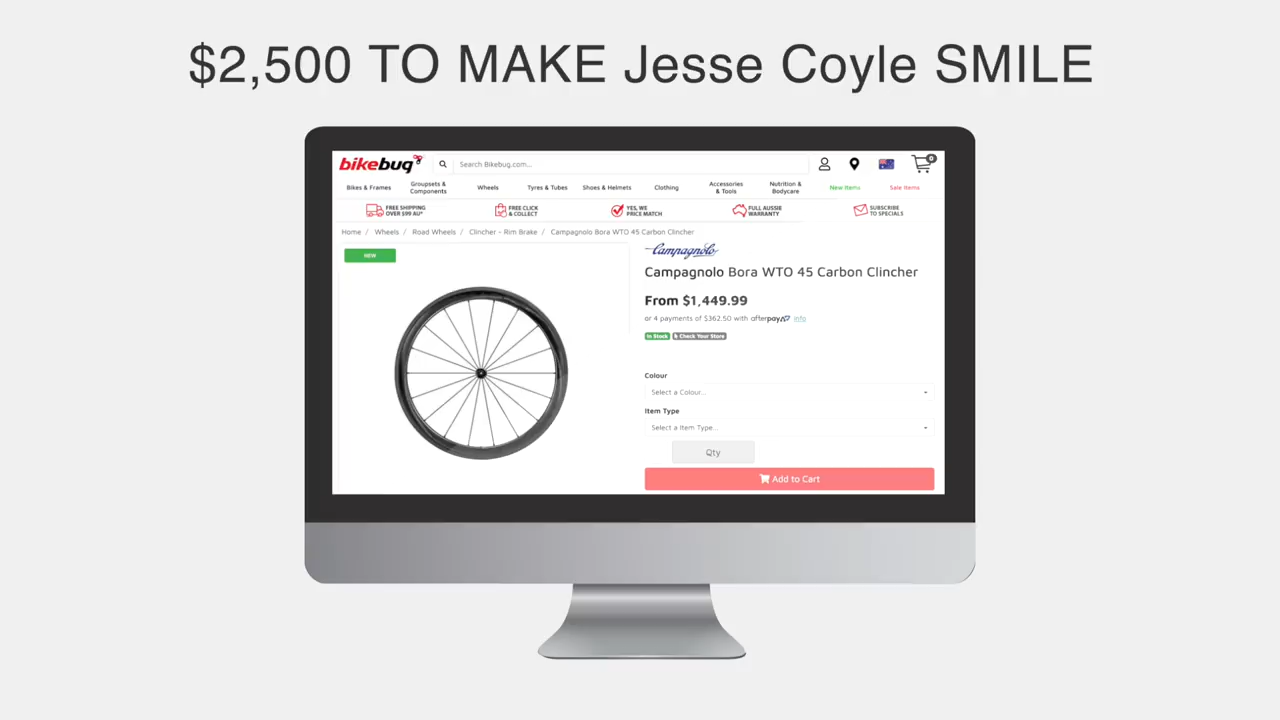 $2,500 TO MAKE Jesse Coyle SMILE
bikebug
Search Bikebug.com...
0
Bikes & Frames
Groupsets &
Components
Wheels
Tyres & Tubes
Shoes & Helmets
Clothing
Accessories
& Tools
Nutrition &
Bodycare
New Items
Sale Items
FREE SHIPPING
OVER $99 AU*
FREE CLICK
& COLLECT
YES, WE
PRICE MATCH
FULL AUSSIE
WARRANTY
SUBSCRIBE
TO SPECIALS
Home / Wheels / Road Wheels / Clincher - Rim Brake / Campagnolo Bora WTO 45 Carbon Clincher
NEW
Campagnolo
Campagnolo Bora WTO 45 Carbon Clincher
From $1,449.99
or 4 payments of $362.50 with afterpay info
In Stock Check Your Store
Colour
Select a Colour...
Item Type
Select a Item Type...
Qty
Add to Cart